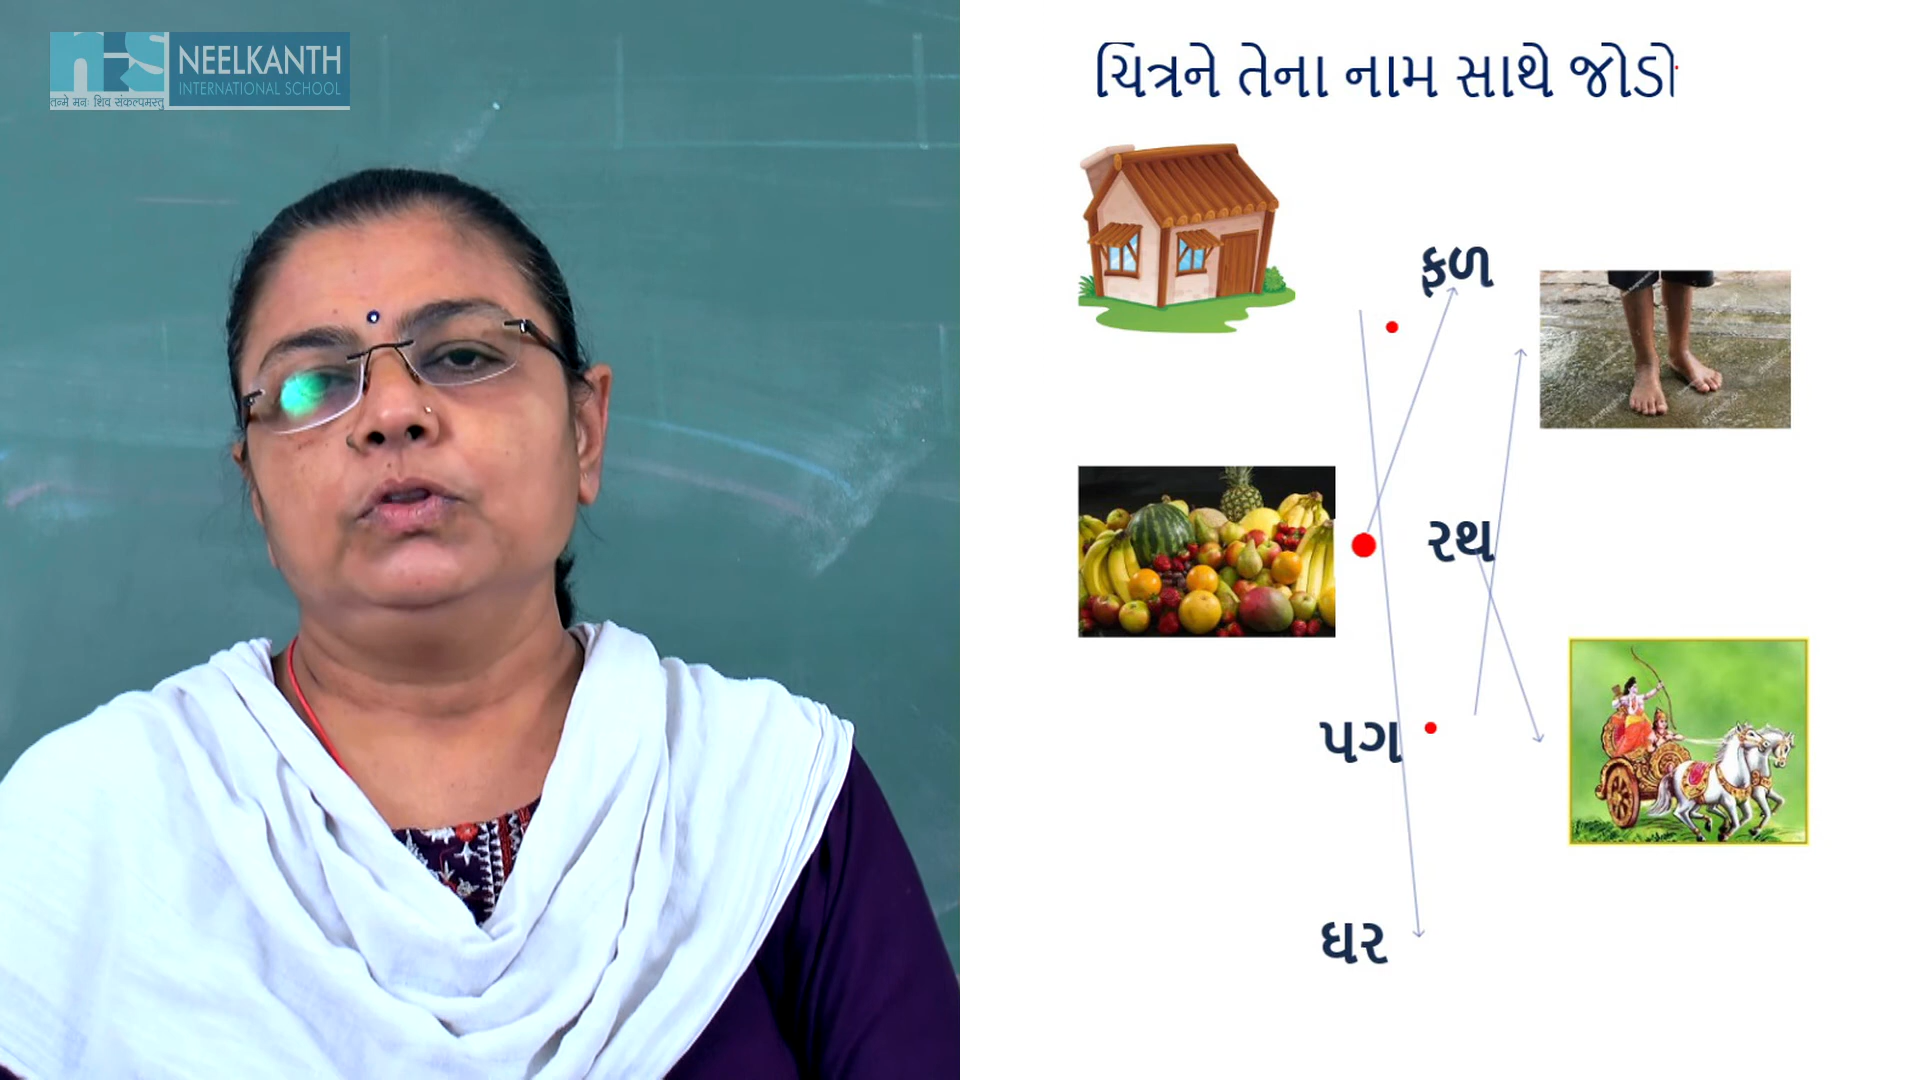 NEELKANTH
INTERNATIONAL SCHOOL
तन्मे मनः शिव संकल्पमस्तु
ચિત્રને તેના નામ સાથે જોડો
ફળ
રથ
પગ
ઘર